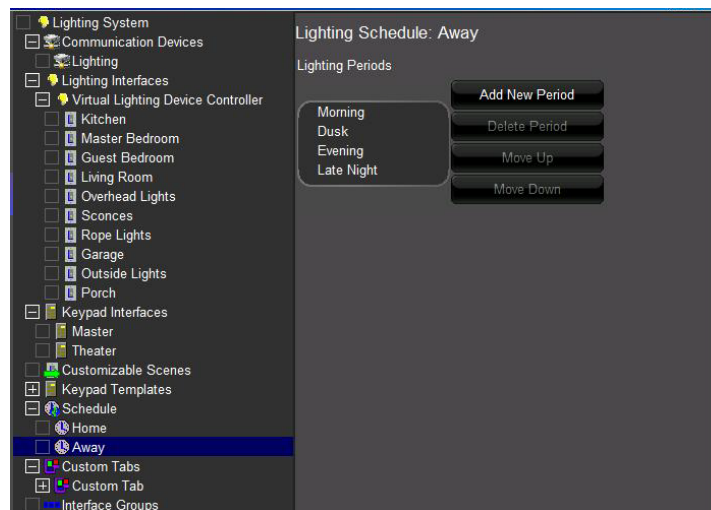 Lighting System
Communication Devices
Lighting
Lighting Interfaces
Virtual Lighting Device Controller
Kitchen
Master Bedroom
Guest Bedroom
Living Room
Overhead Lights
Sconces
Rope Lights
Garage
Outside Lights
Porch
Keypad Interfaces
Master
Theater
Customizable Scenes
Keypad Templates
Schedule
Home
Away
Custom Tabs
Custom Tab
Interface Groups
Lighting Schedule: Away
Lighting Periods
Morning
Dusk
Evening
Late Night
Add New Period
Delete Period
Move Up
Move Down